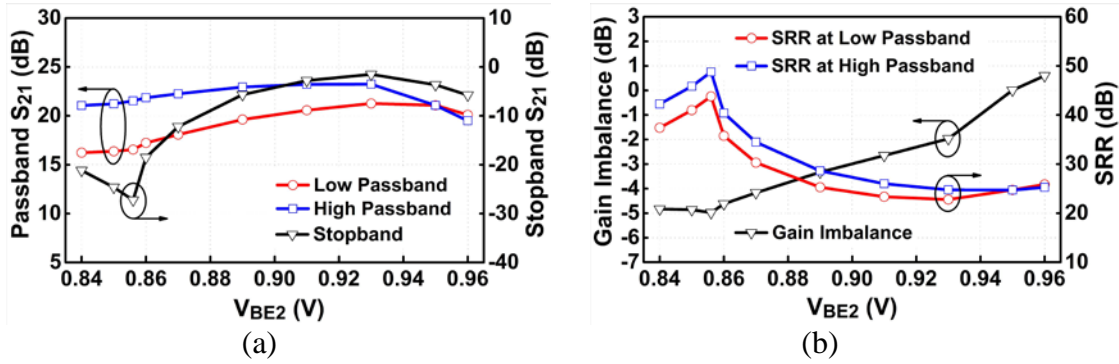 Passband S21 (dB)
30
25
20
15
10
5
Low Passband
High Passband
Stopband
10
0
-10
-20
-30
-40
Stopband S21 (dB)
0.84 0.86 0.88 0.90 0.92 0.94 0.96
VBE2 (V)
(a)
Gain Imbalance (dB)
3
2
1
0
-1
-2
-3
-4
-5
-6
-7
SRR at Low Passband
SRR at High Passband
Gain Imbalance
60
50
40
30
20
10
SRR (dB)
0.84 0.86 0.88 0.90 0.92 0.94 0.96
VBE2 (V)
(b)